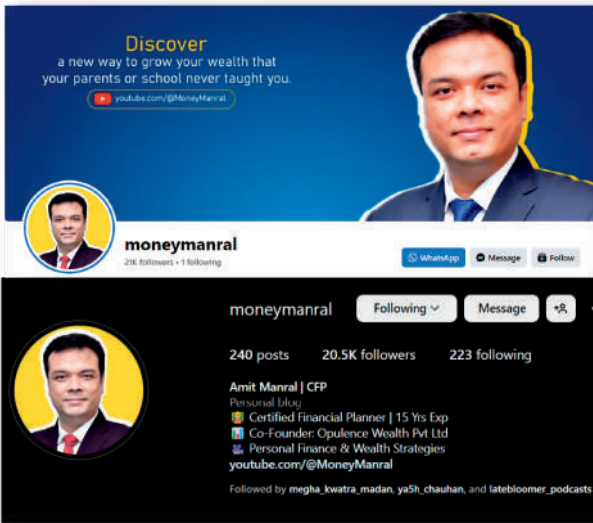 Discover
a new way to grow your wealth that
your parents or school never taught you.
youtube.com/@MoneyManral
moneymanral
21K followers • 1 following
WhatsApp
Message
Follow
moneymanral
Following
Message
240 posts 20.5K followers 223 following
Amit Manral | CFP
Personal blog
Certified Financial Planner | 15 Yrs Exp
Co-Founder: Opulence Wealth Pvt Ltd
Personal Finance & Wealth Strategies
youtube.com/@MoneyManral
Followed by megha_kwatra_madan, ya5h_chauhan, and latebloomer_podcasts